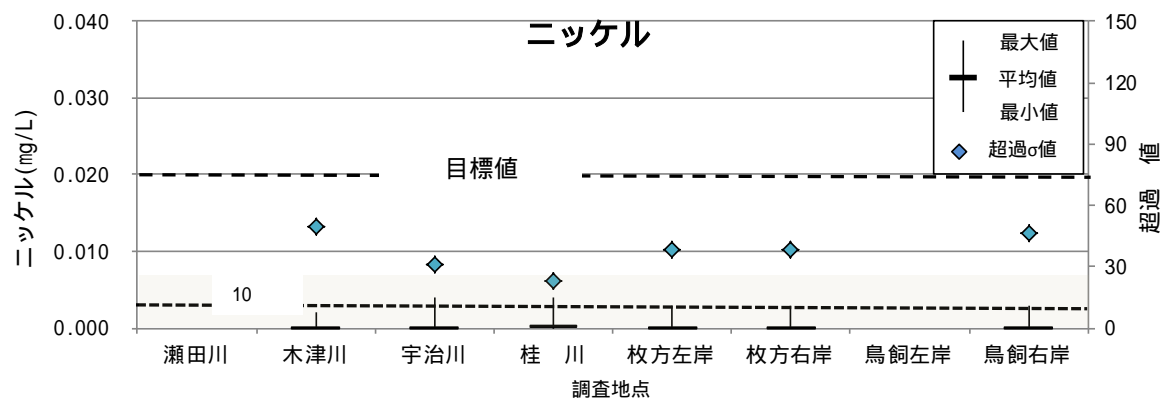 ニッケル
0.040
0.030
0.020
0.010
0.000
ニッケル(㎎/L)
150
120
90
60
30
0
超過　値
最大値
平均値
最小値
超過σ値
目標値
10
瀬田川
木津川
宇治川
桂　川
枚方左岸
枚方右岸
鳥飼左岸
鳥飼右岸
調査地点